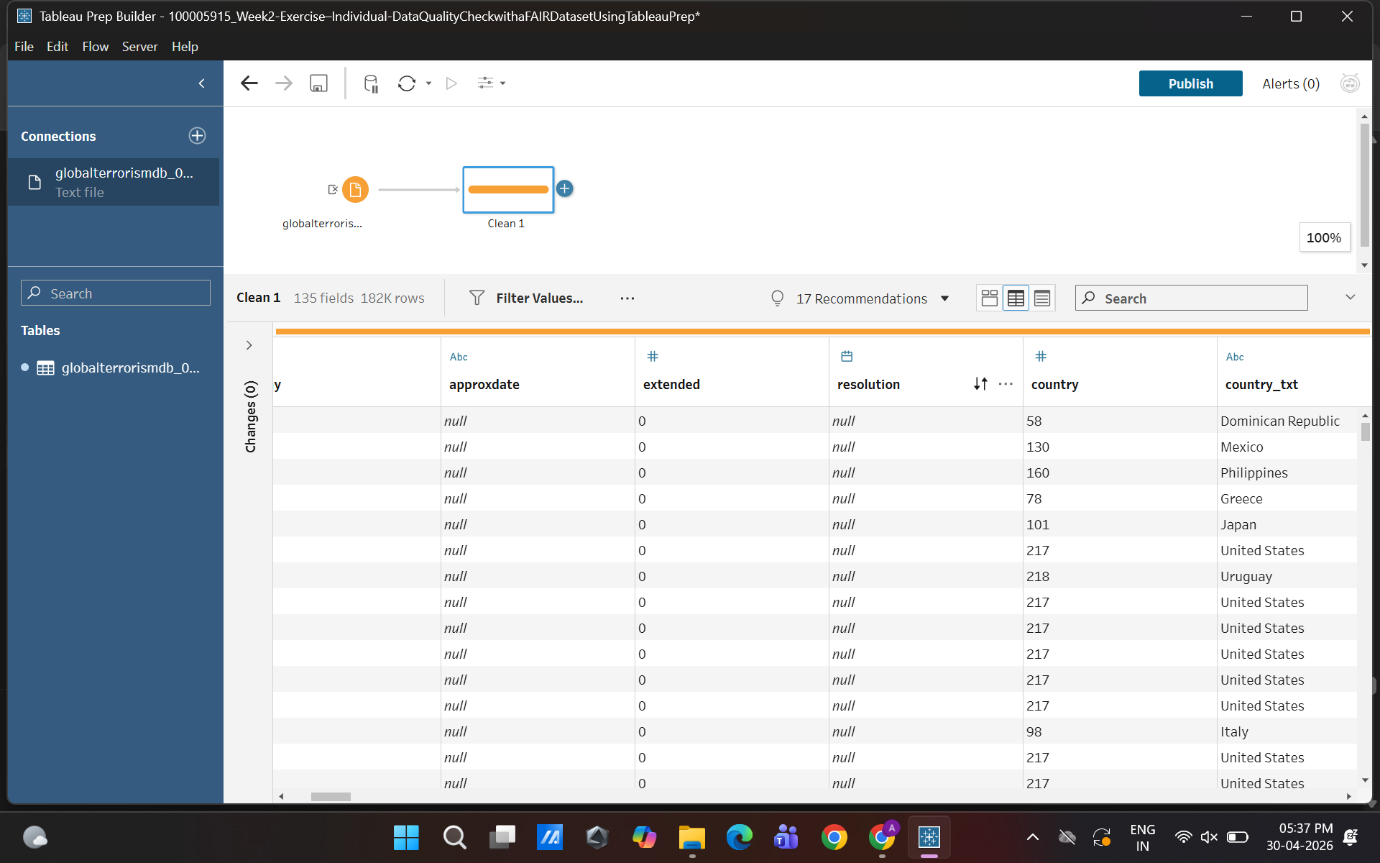 Tableau Prep Builder - 100005915_Week2-Exercise–Individual-DataQualityCheckwithaFAIRDatasetUsingTableauPrep*
File Edit Flow Server Help
Publish Alerts (0)
Connections
globalterrorismdb_0...
Text file
globalterroris...
Clean 1
100%
Search
Tables
globalterrorismdb_0...
Clean 1 135 fields 182K rows Filter Values... 17 Recommendations Search
Changes (0)
Abc Abc
y approxdate extended resolution country country_txt
null 0 null 58 Dominican Republic
null 0 null 130 Mexico
null 0 null 160 Philippines
null 0 null 78 Greece
null 0 null 101 Japan
null 0 null 217 United States
null 0 null 218 Uruguay
null 0 null 217 United States
null 0 null 217 United States
null 0 null 217 United States
null 0 null 217 United States
null 0 null 217 United States
null 0 null 98 Italy
null 0 null 217 United States
null 0 null 217 United States
A
ENG
IN
05:37 PM
30-04-2026